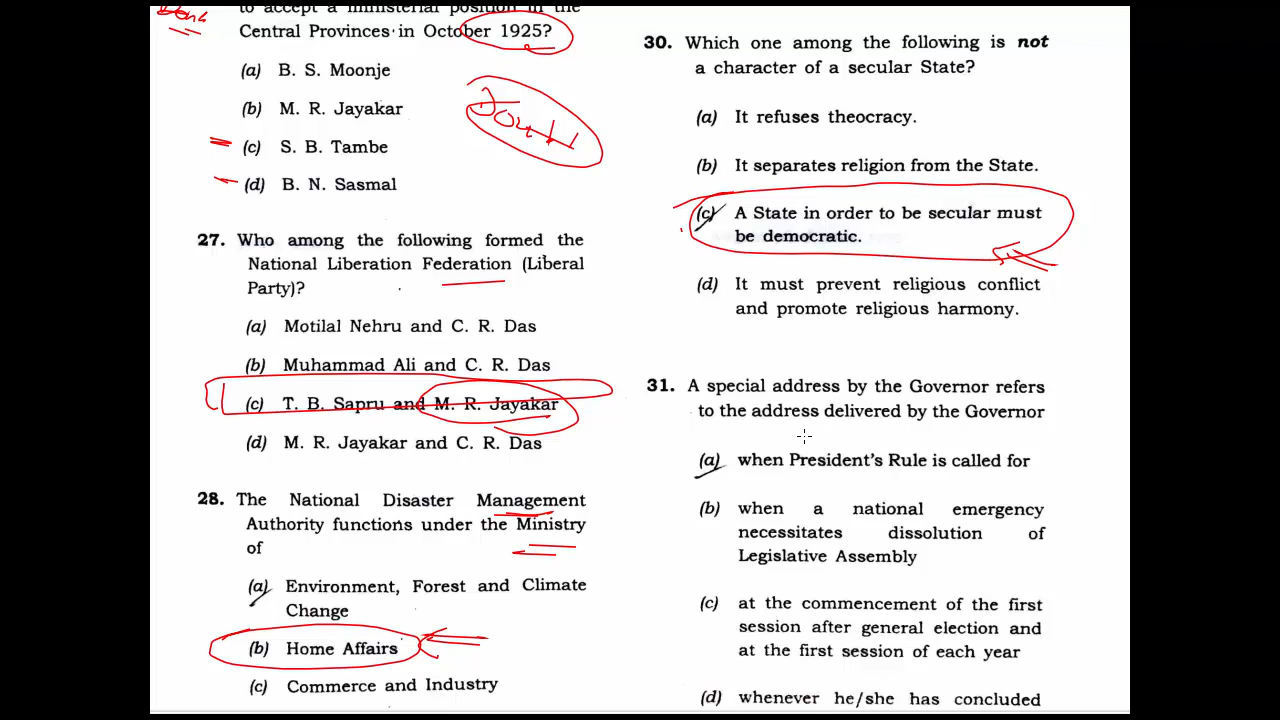 to accept a ministerial position in the
Central Provinces in October 1925?
(a) B. S. Moonje
(b) M. R. Jayakar
(c) S. B. Tambe
(d) B. N. Sasmal
27. Who among the following formed the
National Liberation Federation (Liberal
Party)?
(a) Motilal Nehru and C. R. Das
(b) Muhammad Ali and C. R. Das
(c) T. B. Sapru and M. R. Jayakar
(d) M. R. Jayakar and C. R. Das
28. The National Disaster Management
Authority functions under the Ministry
of
(a) Environment, Forest and Climate
Change
(b) Home Affairs
(c) Commerce and Industry
30. Which one among the following is not
a character of a secular State?
(a) It refuses theocracy.
(b) It separates religion from the State.
(c) A State in order to be secular must
be democratic.
(d) It must prevent religious conflict
and promote religious harmony.
31. A special address by the Governor refers
to the address delivered by the Governor
(a) when President's Rule is called for
(b) when a national emergency
necessitates dissolution of
Legislative Assembly
(c) at the commencement of the first
session after general election and
at the first session of each year
(d) whenever he/she has concluded